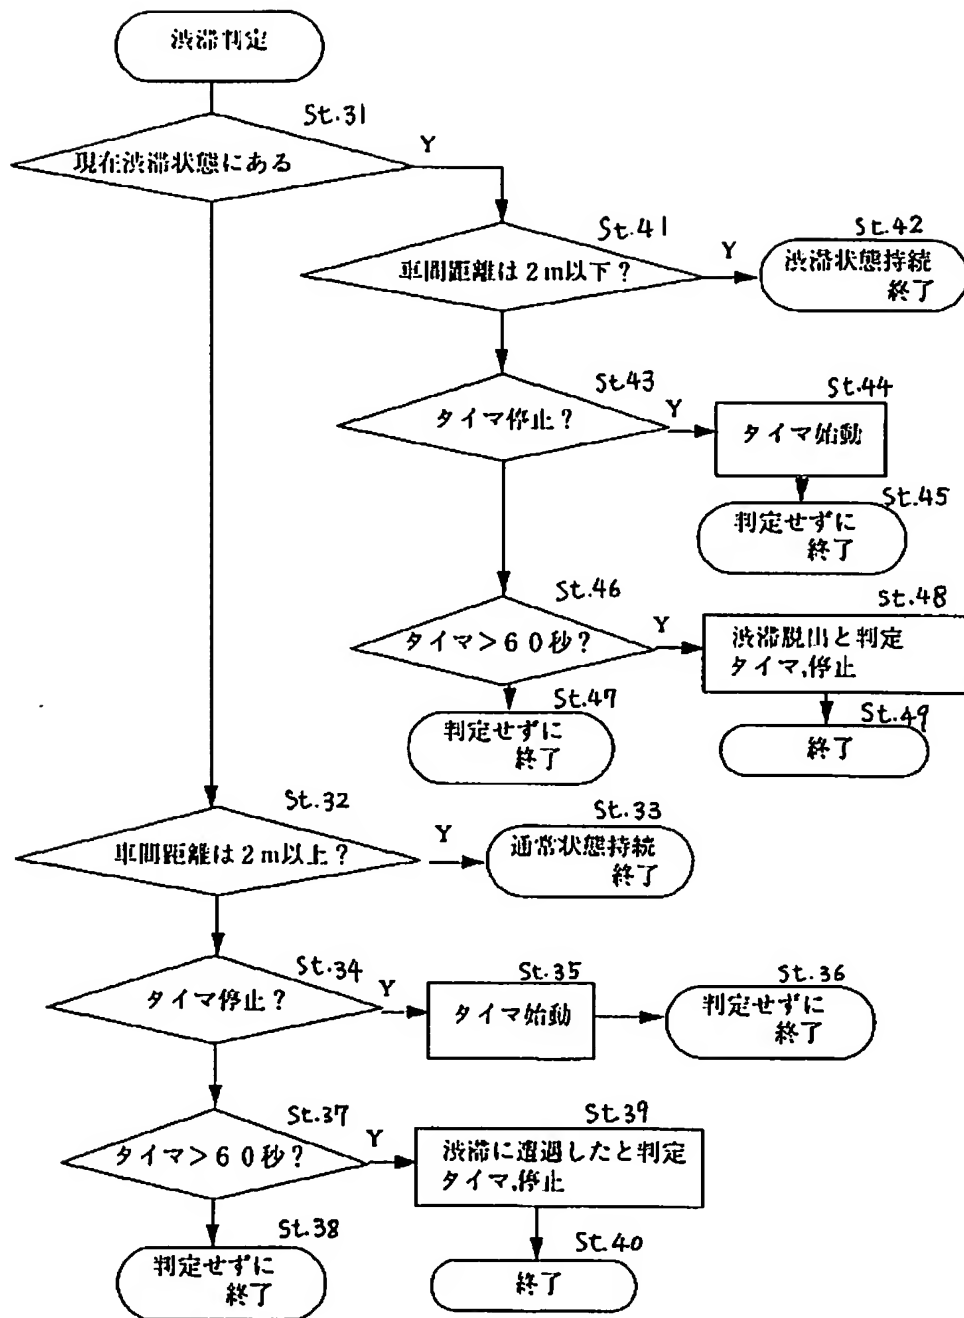 渋滞判定
St.31
現在渋滞状態にある
Y
St.41
車間距離は2m以下?
Y
St.42
渋滞状態持続
終了
St.43
タイマ停止?
Y
St.44
タイマ始動
St.45
判定せずに
終了
St.46
タイマ>60秒?
Y
St.48
渋滞脱出と判定
タイマ,停止
St.47
判定せずに
終了
St.49
終了
St.32
車間距離は2m以上?
Y
St.33
通常状態持続
終了
St.34
タイマ停止?
Y
St.35
タイマ始動
St.36
判定せずに
終了
St.37
タイマ>60秒?
Y
St.39
渋滞に遭遇したと判定
タイマ,停止
St.38
判定せずに
終了
St.40
終了